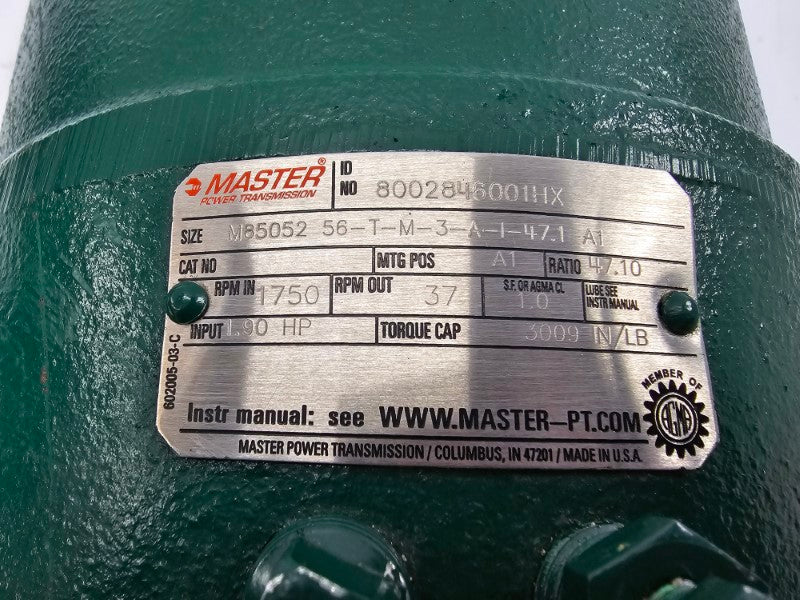 MASTER®
POWER TRANSMISSION
ID NO 8002846001HX
SIZE M85052 56-T-M-3-A-I-47.1 A1
CAT NO MTG POS A1 RATIO 47.10
RPM IN 1750 RPM OUT 37 S.F. OR AGMA CL 1.0 LUBE SEE INSTR MANUAL
INPUT 1.90 HP TORQUE CAP 3009 IN/LB
602005-03-C
Instr manual: see WWW.MASTER-PT.COM
MEMBER OF
AGMA
MASTER POWER TRANSMISSION / COLUMBUS, IN 47201 / MADE IN U.S.A.